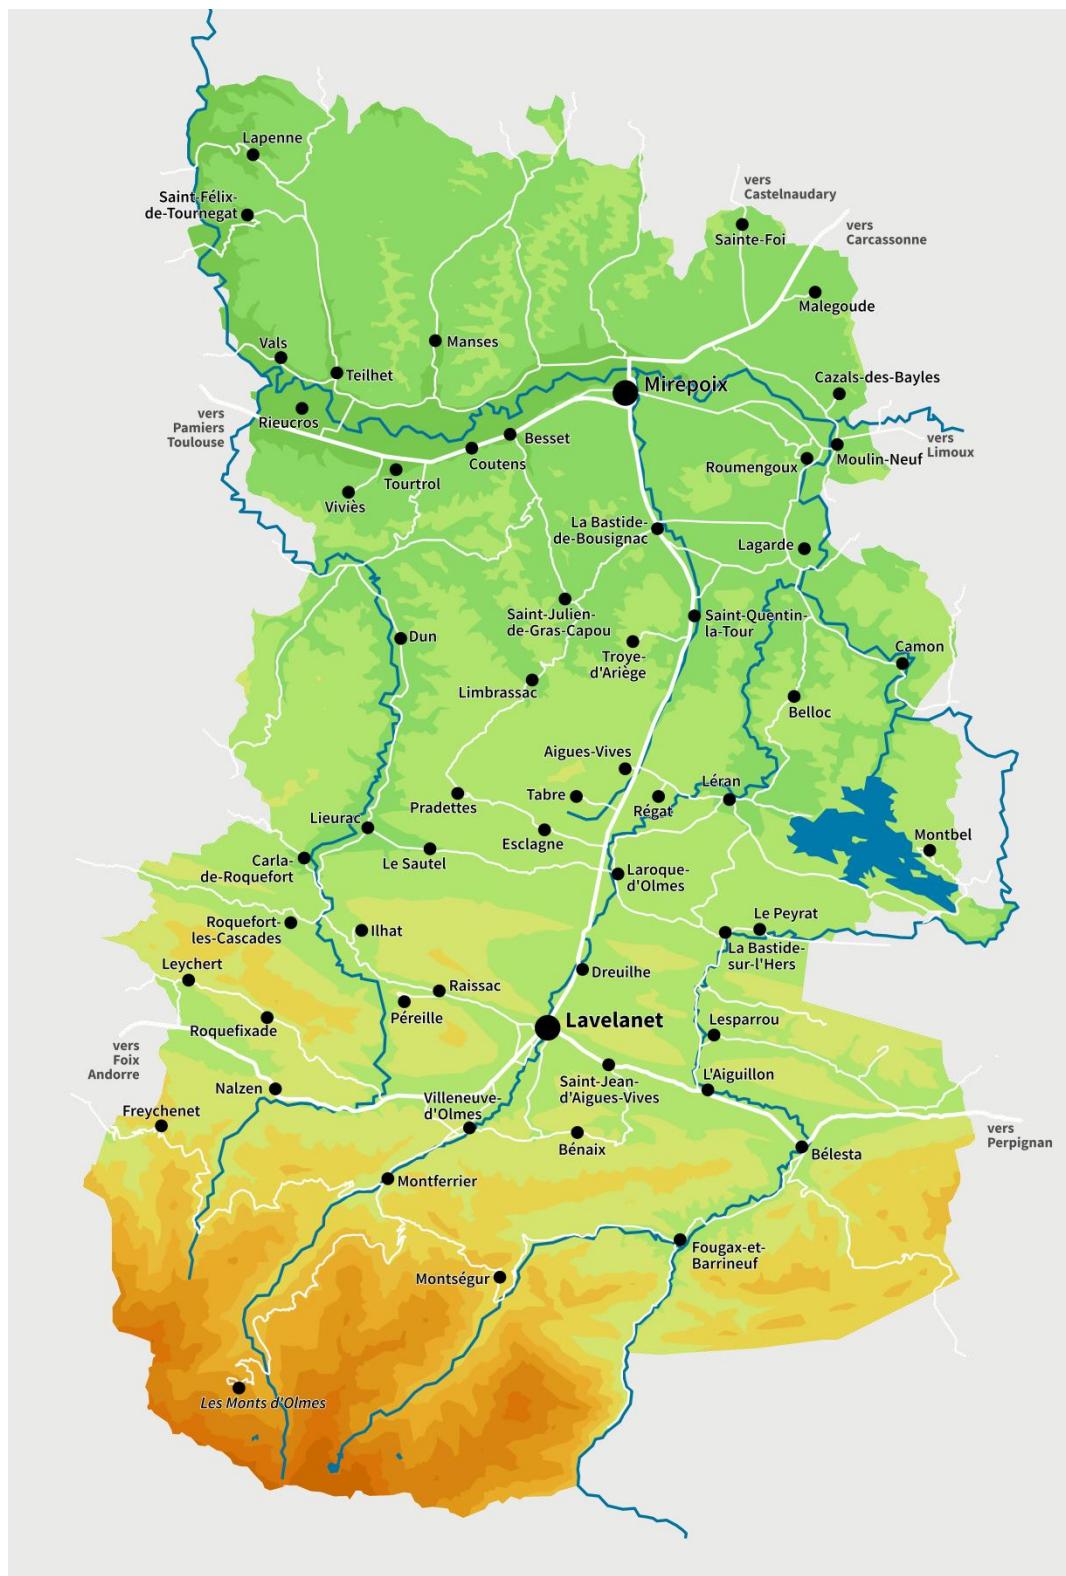 Lapenne
Saint-Félix-
de-Tournegat
vers
Castelnaudary
Sainte-Foi
vers
Carcassonne
Malegoude
Vals
Teilhet
Manses
Mirepoix
Cazals-des-Bayles
vers
Pamiers
Toulouse
Rieucros
Besset
Coutens
Tourtrol
Viviès
Roumengoux
Moulin-Neuf
vers
Limoux
La Bastide-
de-Bousignac
Lagarde
Saint-Julien-
de-Gras-Capou
Saint-Quentin-
la-Tour
Dun
Troye-
d'Ariège
Camon
Limbrassac
Belloc
Aigues-Vives
Léran
Pradettes
Tabre
Régat
Lieurac
Esclagne
Montbel
Carla-
de-Roquefort
Le Sautel
Laroque-
d'Olmes
Roquefort-
les-Cascades
Ilhat
Le Peyrat
La Bastide-
sur-l'Hers
Leychert
Raissac
Dreuilhe
Péreille
Roquefixade
Lavelanet
Lesparrou
vers
Foix
Andorre
Nalzen
Saint-Jean-
d'Aigues-Vives
L'Aiguillon
Villeneuve-
d'Olmes
Freychenet
Bénaix
Bélesta
vers
Perpignan
Montferrier
Fougax-et-
Barrineuf
Montségur
Les Monts d'Olmes